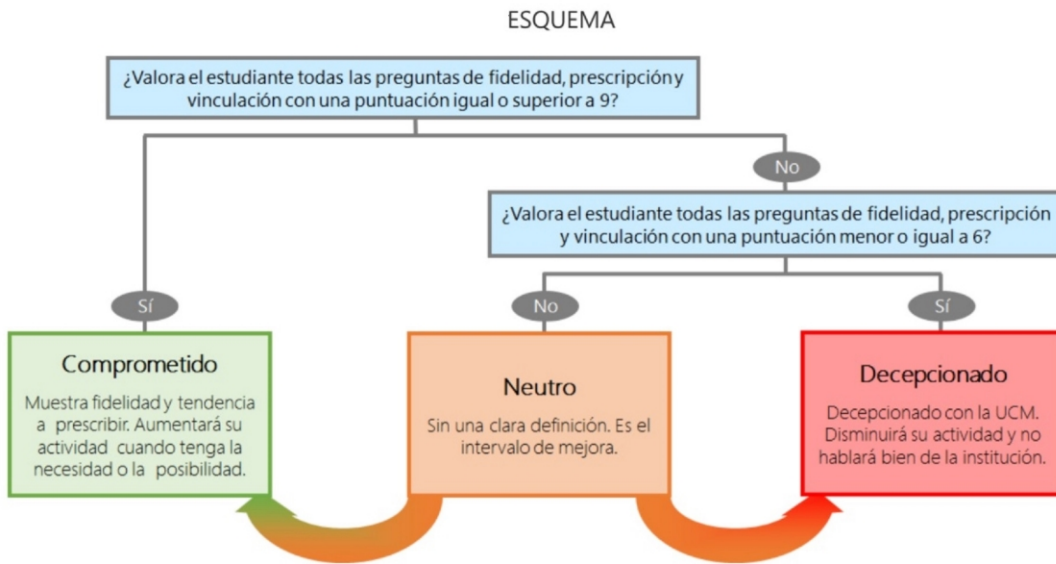 ESQUEMA
¿Valora el estudiante todas las preguntas de fidelidad, prescripción y
vinculación con una puntuación igual o superior a 9?
No
¿Valora el estudiante todas las preguntas de fidelidad, prescripción
y vinculación con una puntuación menor o igual a 6?
Sí
No
Sí
Comprometido
Muestra fidelidad y tendencia
a prescribir. Aumentará su
actividad cuando tenga la
necesidad o la posibilidad.
Neutro
Sin una clara definición. Es el
intervalo de mejora.
Decepcionado
Decepcionado con la UCM.
Disminuirá su actividad y no
hablará bien de la institución.